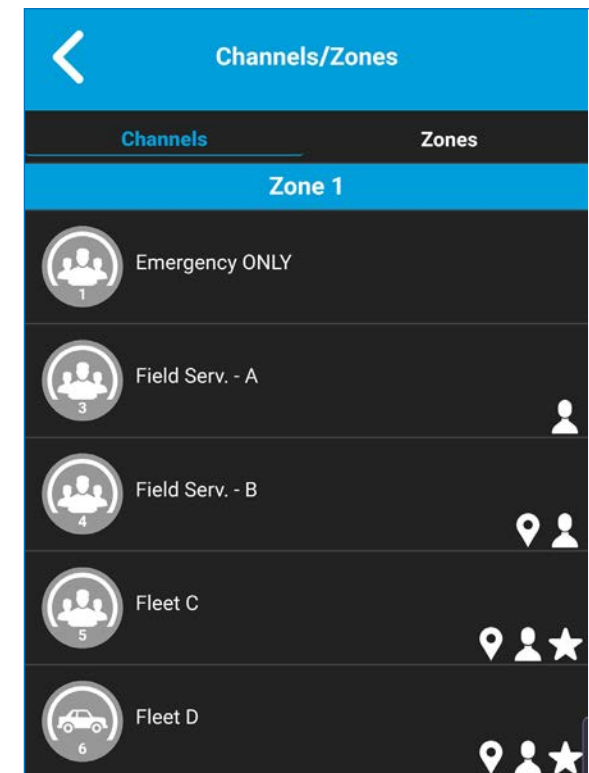 Channels/Zones
Channels Zones
Zone 1
Emergency ONLY
1
Field Serv. - A
3
Field Serv. - B
4
Fleet C
5
Fleet D
6